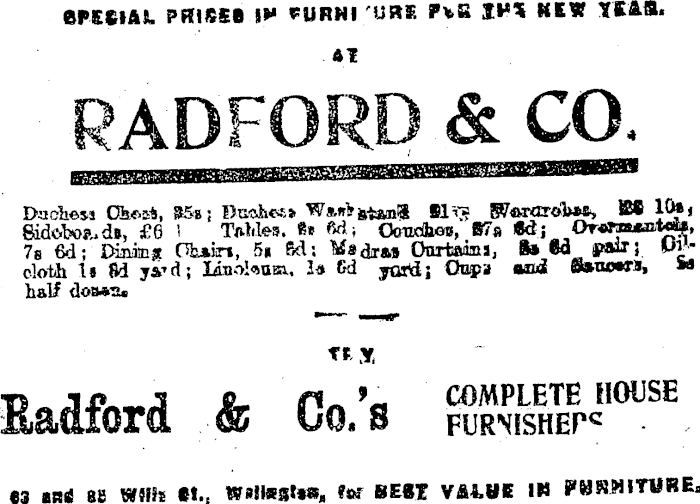 SPECIAL PRICES IN FURNITURE FOR THE NEW YEAR.
AT
RADFORD & CO.
Duchess Chest, 35s; Duchess Washstand Wardrobes, 10s,
Sideboards, £6 Tables, 6d; Couches, 37s 6d; Overmantels,
7s 6d; Dining Chairs, 5s 6d; Madras Curtains, 6d pair; Oil-
cloth 1s 6d yard; Linoleum, 1s 6d yard; Cups and Saucers,
half dozen.
TRY
Radford & Co.'s
COMPLETE HOUSE
FURNISHERS
63 and 85 Willis St., Wellington, for BEST VALUE IN FURNITURE.